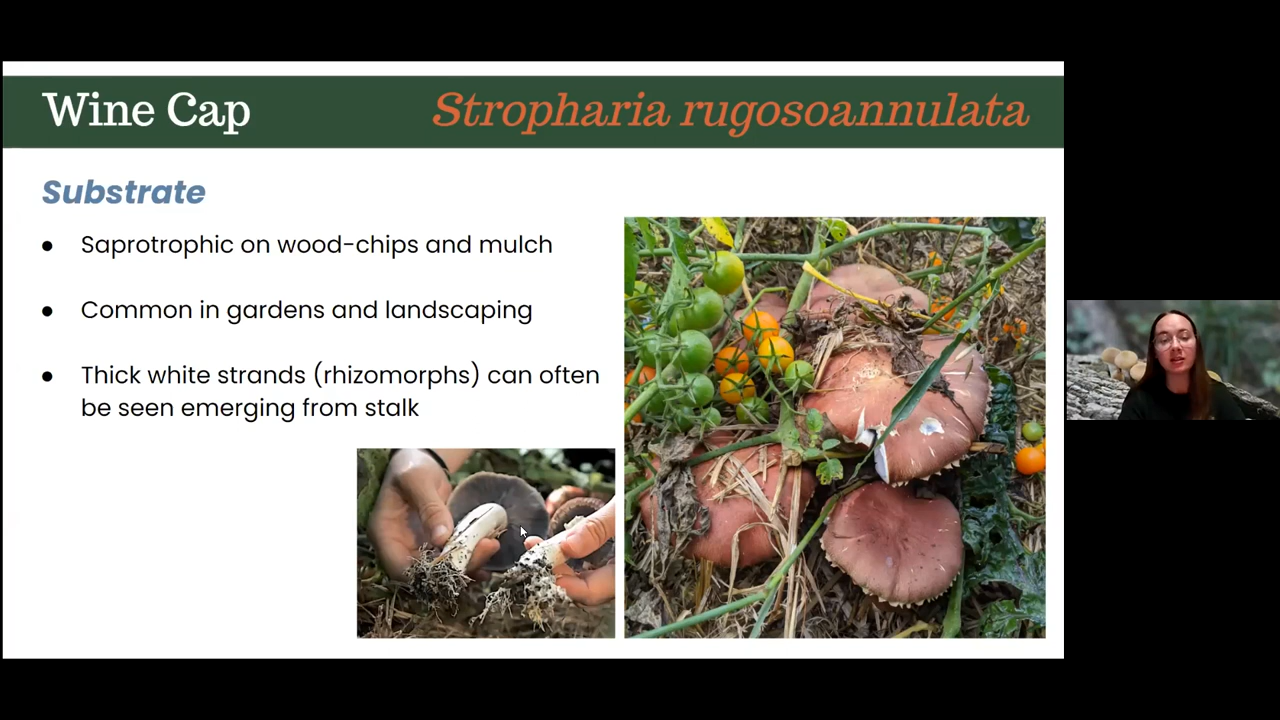 Wine Cap
Stropharia rugosoannulata
Substrate
● Saprotrophic on wood-chips and mulch
● Common in gardens and landscaping
● Thick white strands (rhizomorphs) can often
be seen emerging from stalk